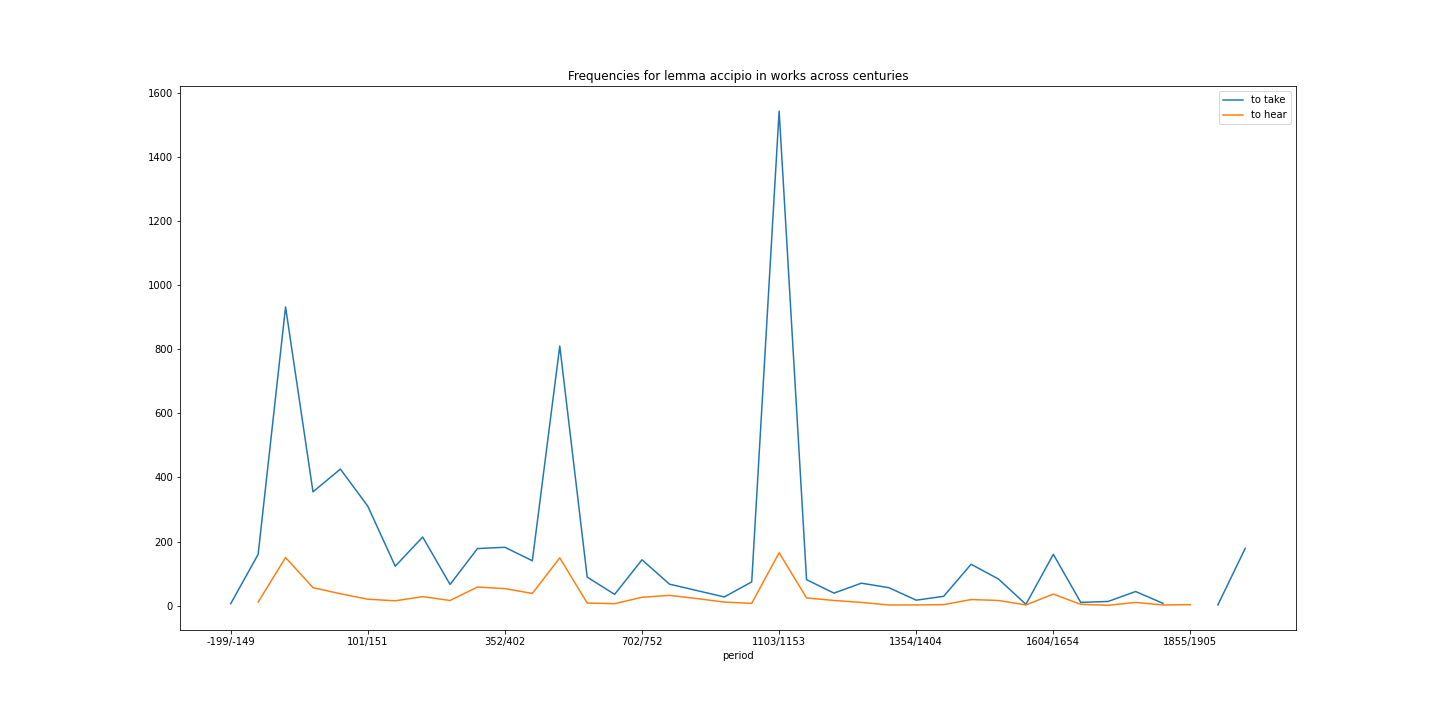 Frequencies for lemma accipio in works across centuries
to take
to hear
1600
1400
1200
1000
800
600
400
200
0
-199/-149 101/151 352/402 702/752 1103/1153 1354/1404 1604/1654 1855/1905
period